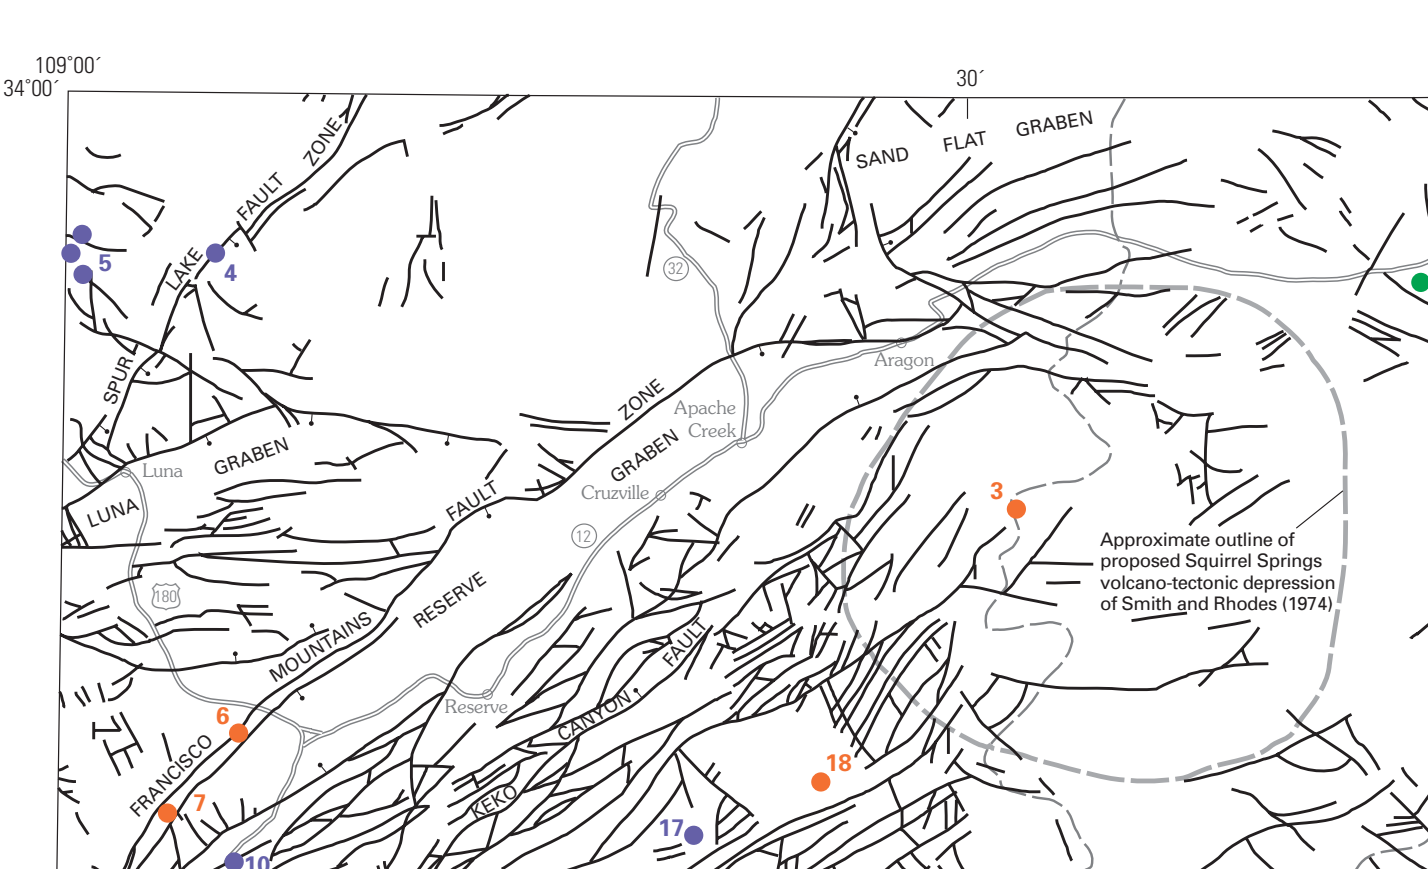 109°00´
34°00´
30´
SAND FLAT GRABEN
SPUR LAKE FAULT ZONE
5
4
32
Aragon
Apache
Creek
ZONE
GRABEN
Cruzville
Luna
GRABEN
LUNA
FAULT
12
3
Approximate outline of
proposed Squirrel Springs
volcano-tectonic depression
of Smith and Rhodes (1974)
180
RESERVE
MOUNTAINS
FAULT
CANYON
Reserve
6
FRANCISCO
7
KEKO
18
17
10